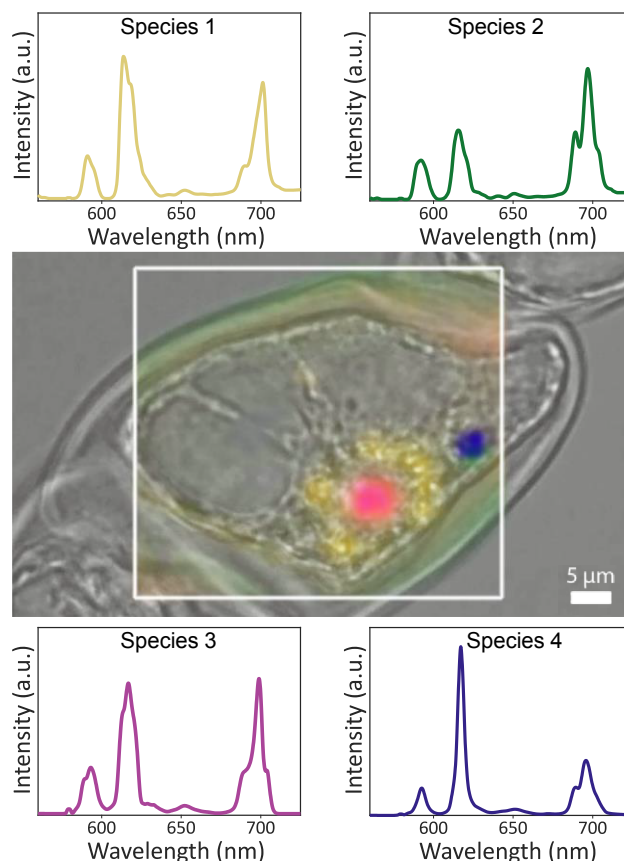 Species 1
Intensity (a.u.)
600 650 700
Wavelength (nm)
Species 2
Intensity (a.u.)
600 650 700
Wavelength (nm)
5 µm
Species 3
Intensity (a.u.)
600 650 700
Wavelength (nm)
Species 4
Intensity (a.u.)
600 650 700
Wavelength (nm)